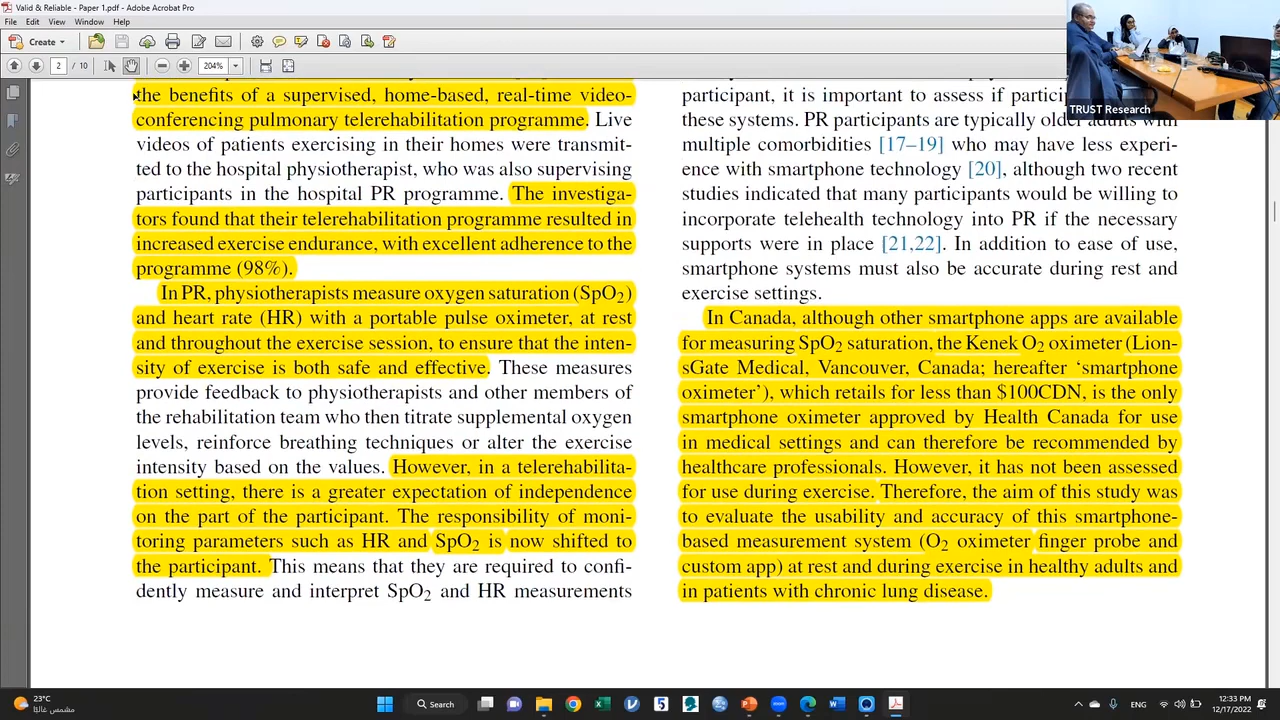 Valid & Reliable - Paper 1.pdf - Adobe Acrobat Pro
File Edit View Window Help
Create
2 / 10
204%
TRUST Research
the benefits of a supervised, home-based, real-time video-
conferencing pulmonary telerehabilitation programme. Live
videos of patients exercising in their homes were transmit-
ted to the hospital physiotherapist, who was also supervising
participants in the hospital PR programme. The investiga-
tors found that their telerehabilitation programme resulted in
increased exercise endurance, with excellent adherence to the
programme (98%).
In PR, physiotherapists measure oxygen saturation (SpO2)
and heart rate (HR) with a portable pulse oximeter, at rest
and throughout the exercise session, to ensure that the inten-
sity of exercise is both safe and effective. These measures
provide feedback to physiotherapists and other members of
the rehabilitation team who then titrate supplemental oxygen
levels, reinforce breathing techniques or alter the exercise
intensity based on the values. However, in a telerehabilita-
tion setting, there is a greater expectation of independence
on the part of the participant. The responsibility of moni-
toring parameters such as HR and SpO2 is now shifted to
the participant. This means that they are required to confi-
dently measure and interpret SpO2 and HR measurements
participant, it is important to assess if partici
these systems. PR participants are typically older adults with
multiple comorbidities [17–19] who may have less experi-
ence with smartphone technology [20], although two recent
studies indicated that many participants would be willing to
incorporate telehealth technology into PR if the necessary
supports were in place [21,22]. In addition to ease of use,
smartphone systems must also be accurate during rest and
exercise settings.
In Canada, although other smartphone apps are available
for measuring SpO2 saturation, the Kenek O2 oximeter (Lion-
sGate Medical, Vancouver, Canada; hereafter ‘smartphone
oximeter’), which retails for less than $100CDN, is the only
smartphone oximeter approved by Health Canada for use
in medical settings and can therefore be recommended by
healthcare professionals. However, it has not been assessed
for use during exercise. Therefore, the aim of this study was
to evaluate the usability and accuracy of this smartphone-
based measurement system (O2 oximeter finger probe and
custom app) at rest and during exercise in healthy adults and
in patients with chronic lung disease.
23°C
مشمس غالبًا
Search
ENG
12:33 PM
12/17/2022